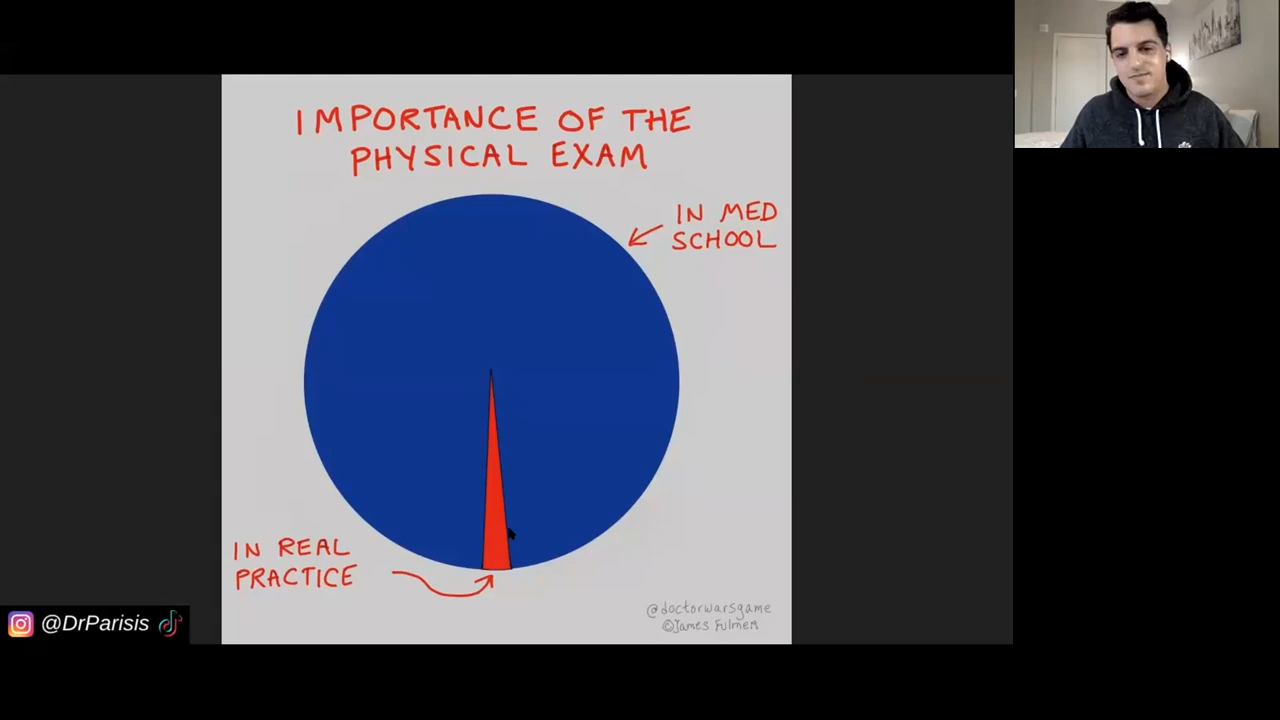 IMPORTANCE OF THE
PHYSICAL EXAM
IN MED
SCHOOL
IN REAL
PRACTICE
@doctorwarsgame
©James Fulmer
@DrParisis